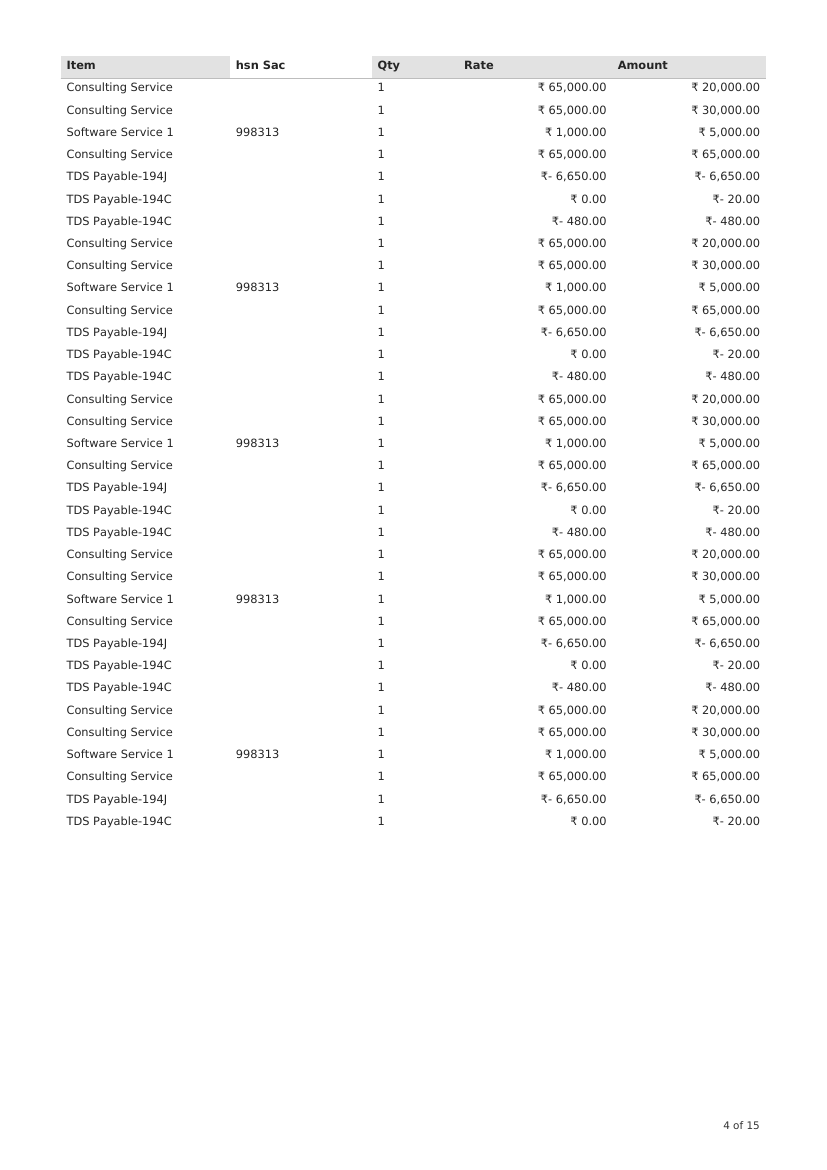 Item hsn Sac Qty Rate Amount
Consulting Service 1 ₹ 65,000.00 ₹ 20,000.00
Consulting Service 1 ₹ 65,000.00 ₹ 30,000.00
Software Service 1 998313 1 ₹ 1,000.00 ₹ 5,000.00
Consulting Service 1 ₹ 65,000.00 ₹ 65,000.00
TDS Payable-194J 1 ₹- 6,650.00 ₹- 6,650.00
TDS Payable-194C 1 ₹ 0.00 ₹- 20.00
TDS Payable-194C 1 ₹- 480.00 ₹- 480.00
Consulting Service 1 ₹ 65,000.00 ₹ 20,000.00
Consulting Service 1 ₹ 65,000.00 ₹ 30,000.00
Software Service 1 998313 1 ₹ 1,000.00 ₹ 5,000.00
Consulting Service 1 ₹ 65,000.00 ₹ 65,000.00
TDS Payable-194J 1 ₹- 6,650.00 ₹- 6,650.00
TDS Payable-194C 1 ₹ 0.00 ₹- 20.00
TDS Payable-194C 1 ₹- 480.00 ₹- 480.00
Consulting Service 1 ₹ 65,000.00 ₹ 20,000.00
Consulting Service 1 ₹ 65,000.00 ₹ 30,000.00
Software Service 1 998313 1 ₹ 1,000.00 ₹ 5,000.00
Consulting Service 1 ₹ 65,000.00 ₹ 65,000.00
TDS Payable-194J 1 ₹- 6,650.00 ₹- 6,650.00
TDS Payable-194C 1 ₹ 0.00 ₹- 20.00
TDS Payable-194C 1 ₹- 480.00 ₹- 480.00
Consulting Service 1 ₹ 65,000.00 ₹ 20,000.00
Consulting Service 1 ₹ 65,000.00 ₹ 30,000.00
Software Service 1 998313 1 ₹ 1,000.00 ₹ 5,000.00
Consulting Service 1 ₹ 65,000.00 ₹ 65,000.00
TDS Payable-194J 1 ₹- 6,650.00 ₹- 6,650.00
TDS Payable-194C 1 ₹ 0.00 ₹- 20.00
TDS Payable-194C 1 ₹- 480.00 ₹- 480.00
Consulting Service 1 ₹ 65,000.00 ₹ 20,000.00
Consulting Service 1 ₹ 65,000.00 ₹ 30,000.00
Software Service 1 998313 1 ₹ 1,000.00 ₹ 5,000.00
Consulting Service 1 ₹ 65,000.00 ₹ 65,000.00
TDS Payable-194J 1 ₹- 6,650.00 ₹- 6,650.00
TDS Payable-194C 1 ₹ 0.00 ₹- 20.00
4 of 15